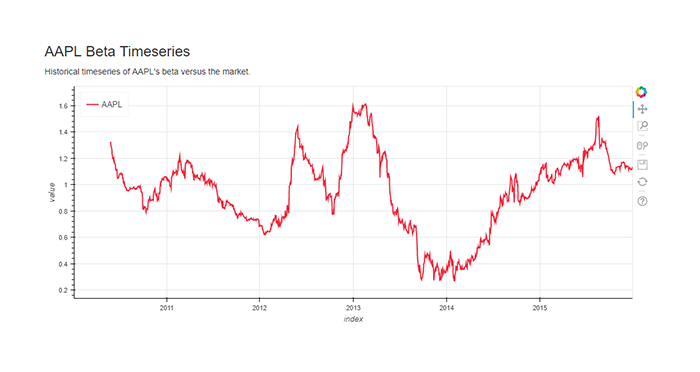 AAPL Beta Timeseries
Historical timeseries of AAPL's beta versus the market.
AAPL
1.6
1.4
1.2
1
0.8
0.6
0.4
0.2
value
2011 2012 2013 2014 2015
index